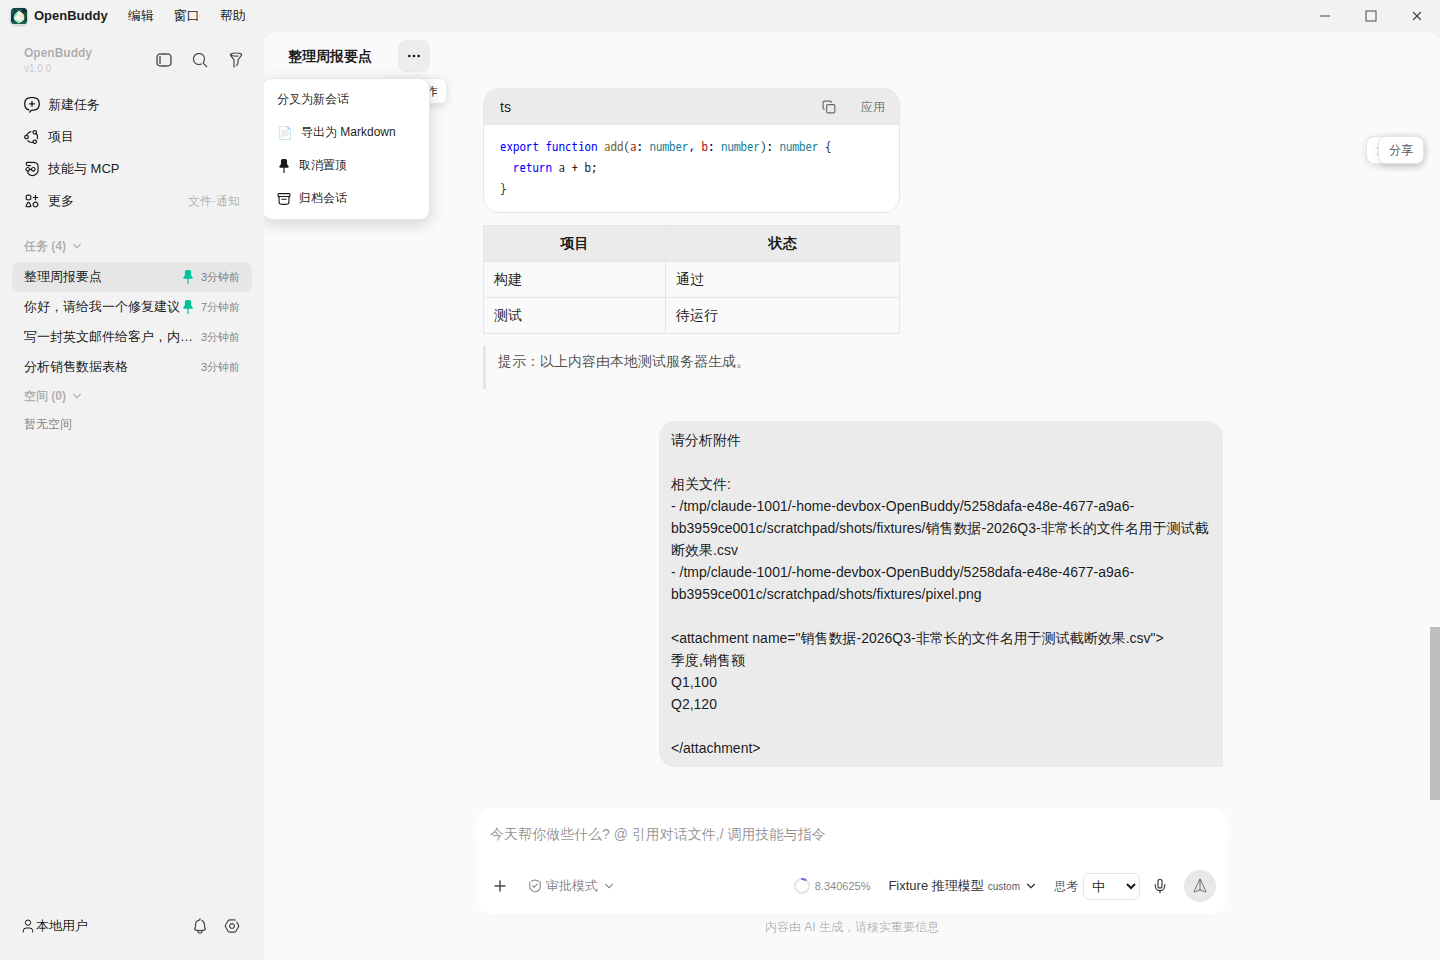 OpenBuddy 编辑 窗口 帮助
OpenBuddy
v1.0.0
新建任务
项目
技能与 MCP
更多 文件·通知
任务 (4)
整理周报要点 3分钟前
你好，请给我一个修复建议 7分钟前
写一封英文邮件给客户，内… 3分钟前
分析销售数据表格 3分钟前
空间 (0)
暂无空间
本地用户
整理周报要点
作
分叉为新会话
导出为 Markdown
取消置顶
归档会话
分享
ts 应用
export function add(a: number, b: number): number {
return a + b;
}
项目 状态
构建 通过
测试 待运行
提示：以上内容由本地测试服务器生成。
请分析附件
相关文件:
- /tmp/claude-1001/-home-devbox-OpenBuddy/5258dafa-e48e-4677-a9a6-
bb3959ce001c/scratchpad/shots/fixtures/销售数据-2026Q3-非常长的文件名用于测试截
断效果.csv
- /tmp/claude-1001/-home-devbox-OpenBuddy/5258dafa-e48e-4677-a9a6-
bb3959ce001c/scratchpad/shots/fixtures/pixel.png
<attachment name="销售数据-2026Q3-非常长的文件名用于测试截断效果.csv">
季度,销售额
Q1,100
Q2,120
</attachment>
今天帮你做些什么? @ 引用对话文件,/ 调用技能与指令
审批模式 8.340625% Fixture 推理模型 custom 思考 中
内容由 AI 生成，请核实重要信息